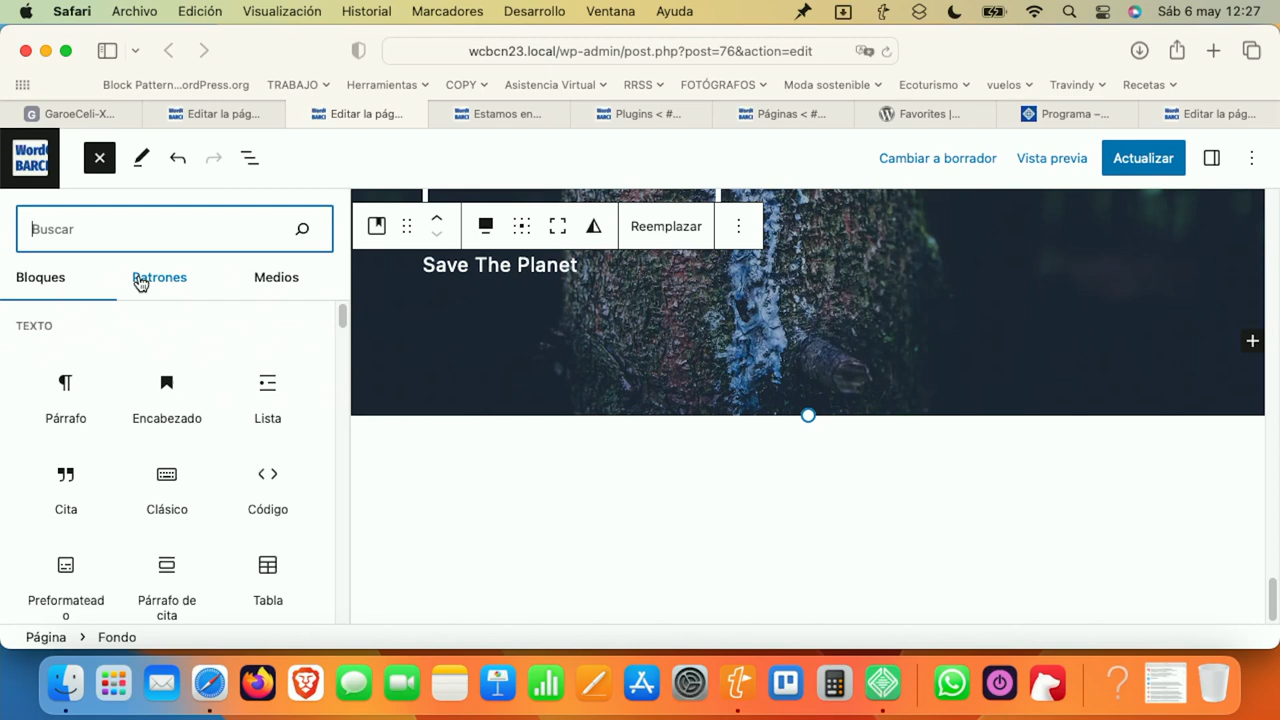 Safari Archivo Edición Visualización Historial Marcadores Desarrollo Ventana Ayuda Sáb 6 may 12:27
wcbcn23.local/wp-admin/post.php?post=76&action=edit
Block Pattern...ordPress.org TRABAJO Herramientas COPY Asistencia Virtual RRSS FOTÓGRAFOS Moda sostenible Ecoturismo vuelos Travindy Recetas
GaroeCeli-X... Editar la pág... Editar la pág... Estamos en... Plugins < #... Páginas < #... Favorites |... Programa –... Editar la pág...
Cambiar a borrador Vista previa Actualizar
Buscar
Reemplazar
Save The Planet
Bloques Patrones Medios
TEXTO
Párrafo Encabezado Lista
Cita Clásico Código
Preformatead
o
Párrafo de
cita
Tabla
Página > Fondo